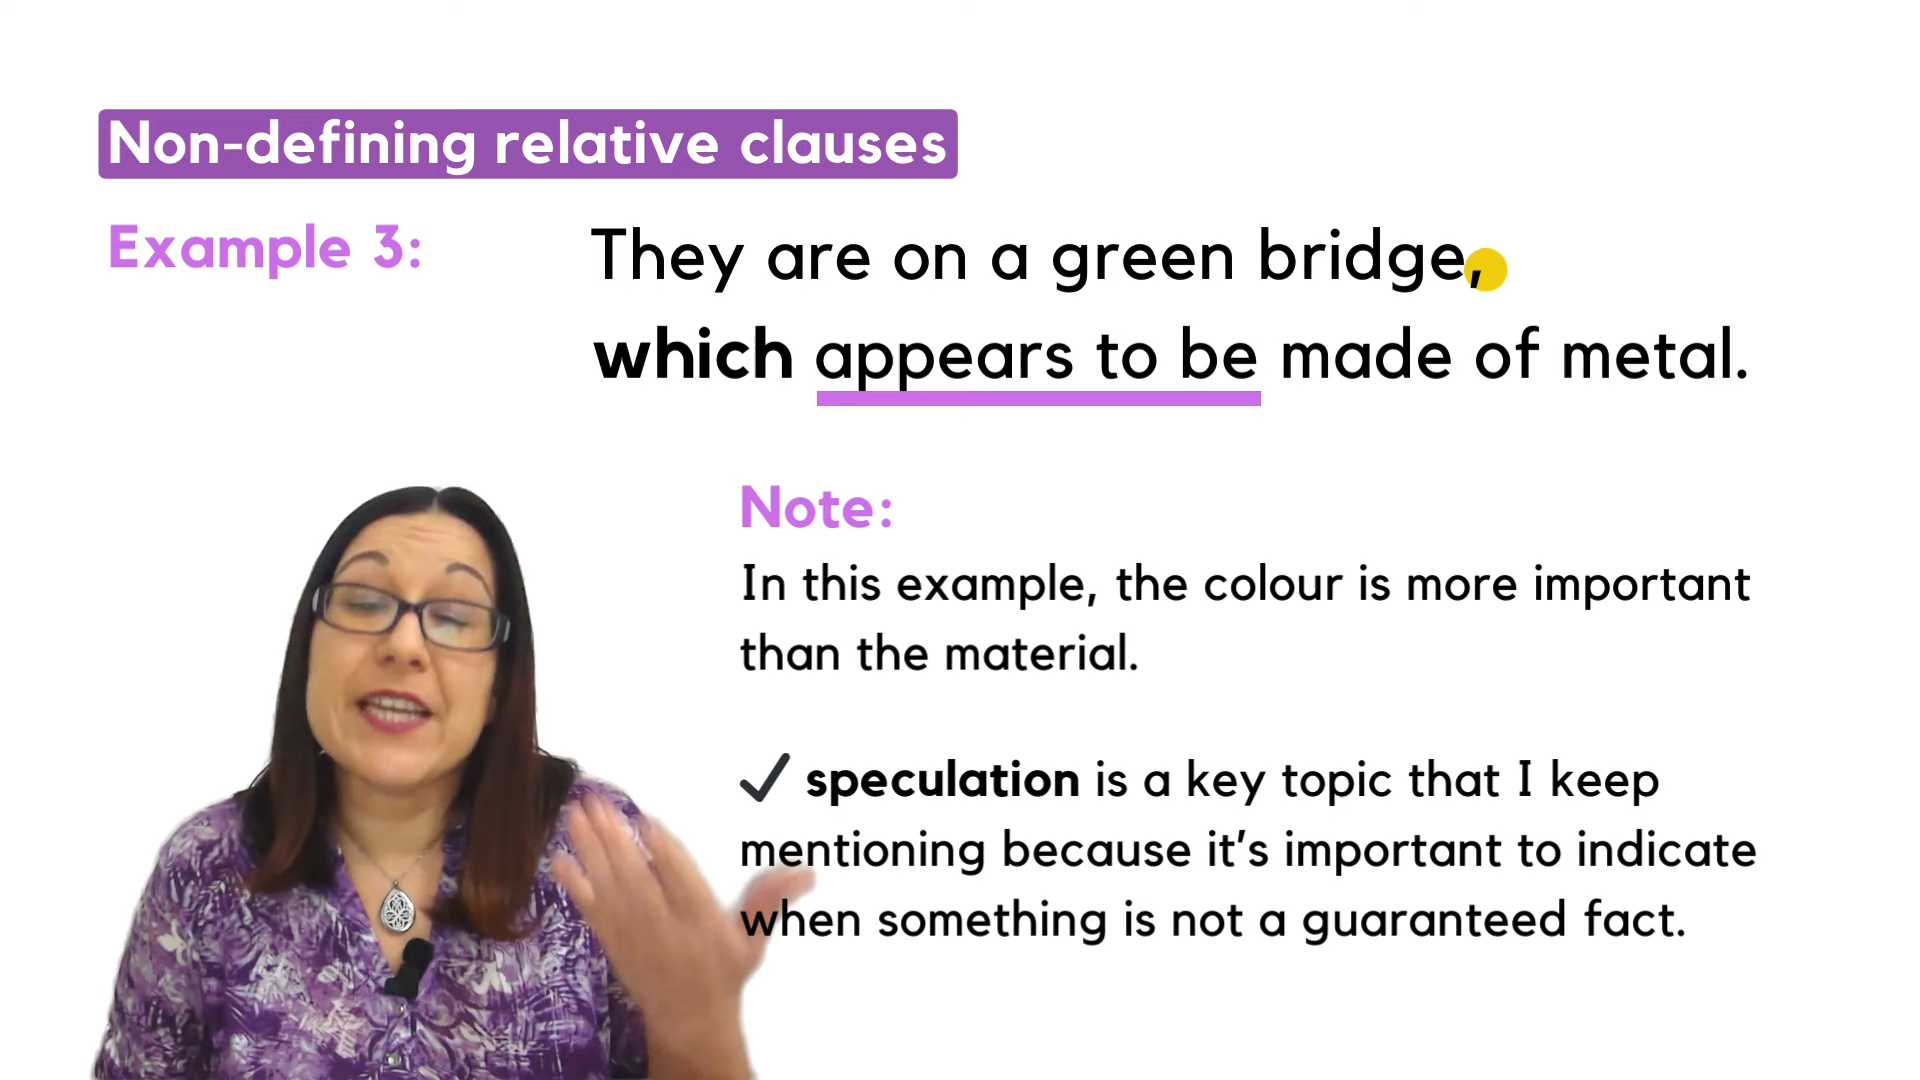 Non-defining relative clauses
Example 3:
They are on a green bridge,
which appears to be made of metal.
Note:
In this example, the colour is more important
than the material.
✓ speculation is a key topic that I keep
mentioning because it’s important to indicate
when something is not a guaranteed fact.